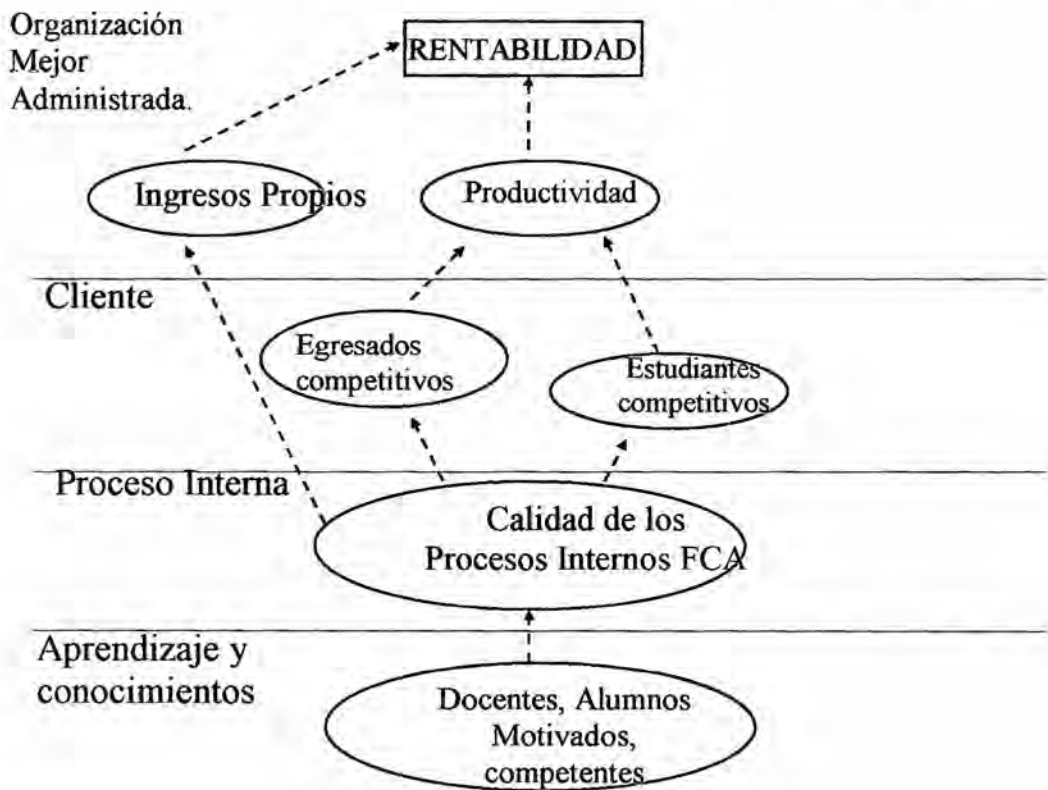 Organización
Mejor
Administrada.
RENTABILIDAD
Ingresos Propios
Productividad
Cliente
Egresados
competitivos
Estudiantes
competitivos
Proceso Interna
Calidad de los
Procesos Internos FCA
Aprendizaje y
conocimientos
Docentes, Alumnos
Motivados,
competentes